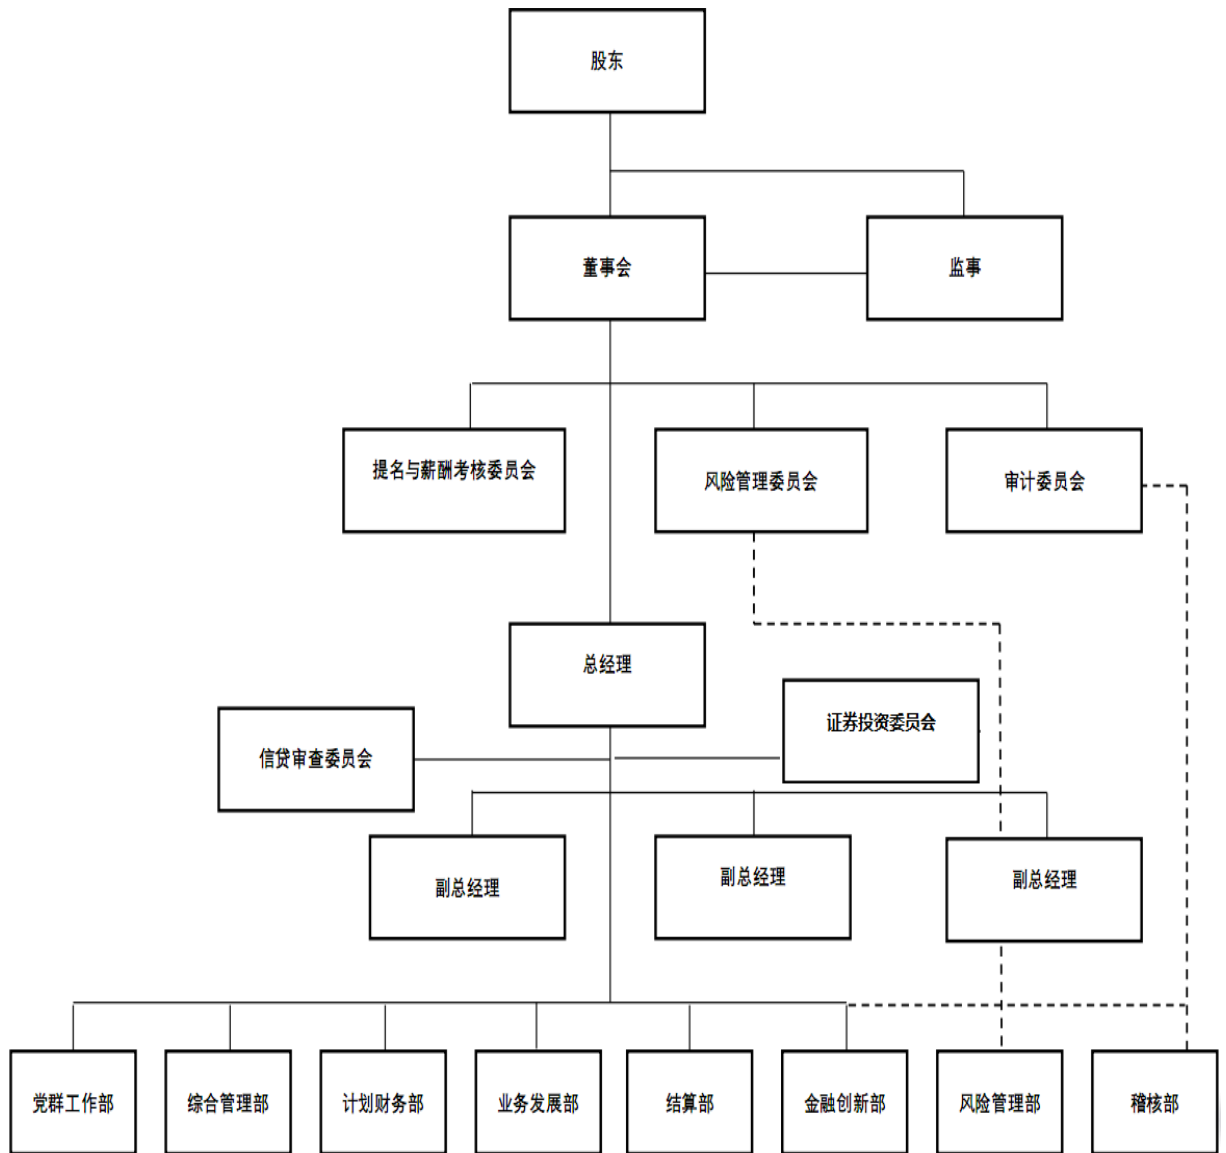 股东
董事会
监事
提名与薪酬考核委员会
风险管理委员会
审计委员会
总经理
证券投资委员会
信贷审查委员会
副总经理
副总经理
副总经理
党群工作部
综合管理部
计划财务部
业务发展部
结算部
金融创新部
风险管理部
稽核部